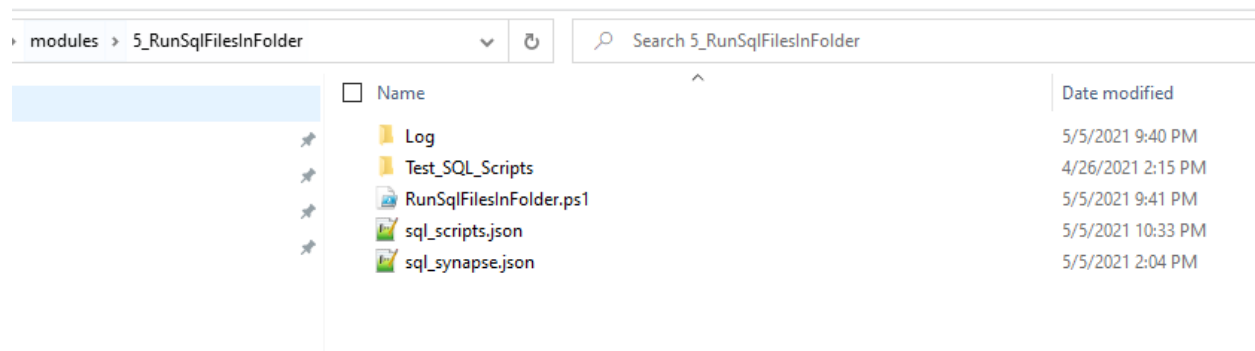 modules > 5_RunSqlFilesInFolder Search 5_RunSqlFilesInFolder
Name Date modified
Log 5/5/2021 9:40 PM
Test_SQL_Scripts 4/26/2021 2:15 PM
RunSqlFilesInFolder.ps1 5/5/2021 9:41 PM
sql_scripts.json 5/5/2021 10:33 PM
sql_synapse.json 5/5/2021 2:04 PM